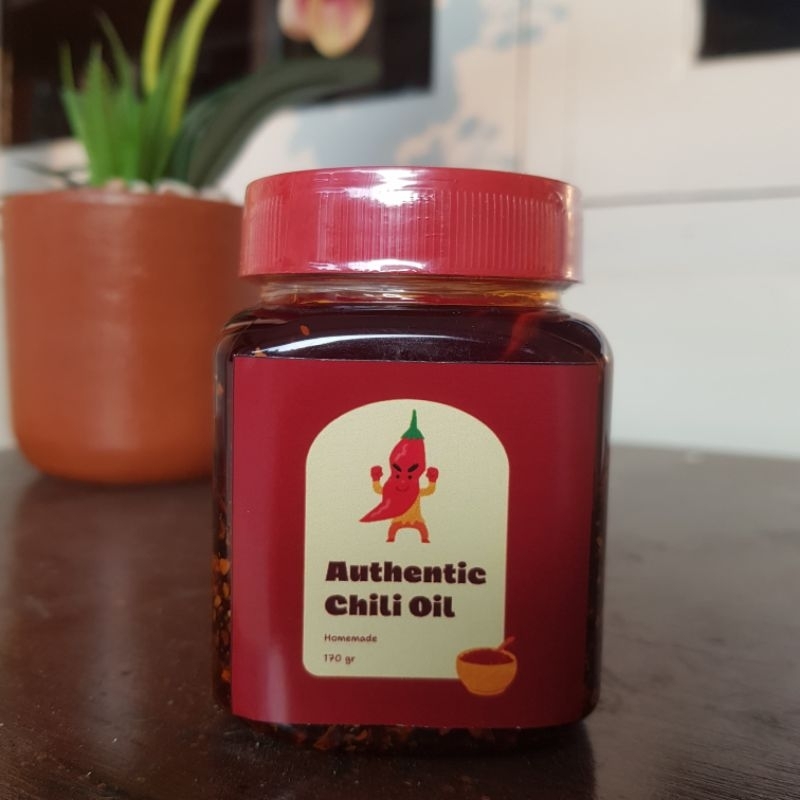 Authentic
Chili Oil
Homemade
170 gr